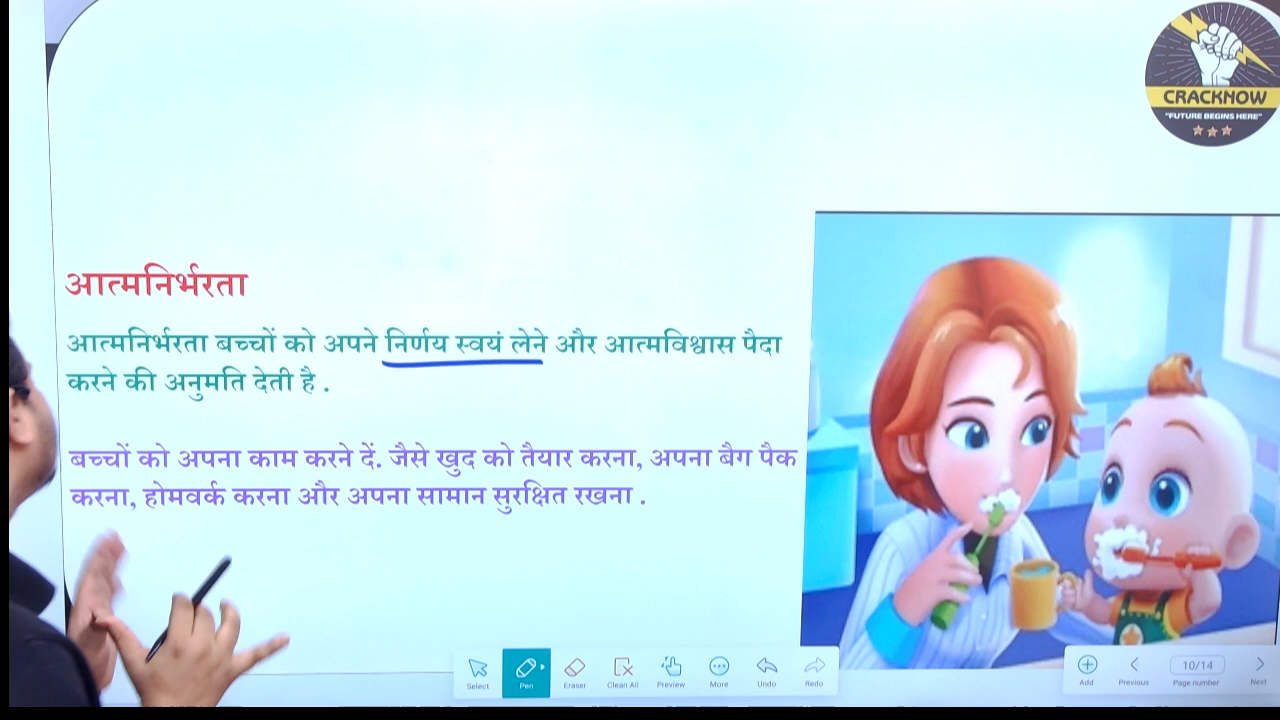 CRACKNOW
"FUTURE BEGINS HERE"
आत्मनिर्भरता
आत्मनिर्भरता बच्चों को अपने निर्णय स्वयं लेने और आत्मविश्वास पैदा
करने की अनुमति देती है .
बच्चों को अपना काम करने दें. जैसे खुद को तैयार करना, अपना बैग पैक
करना, होमवर्क करना और अपना सामान सुरक्षित रखना .
Select Pen Eraser Clean All Preview More Undo Redo
Add Previous 10/14 Page number Next